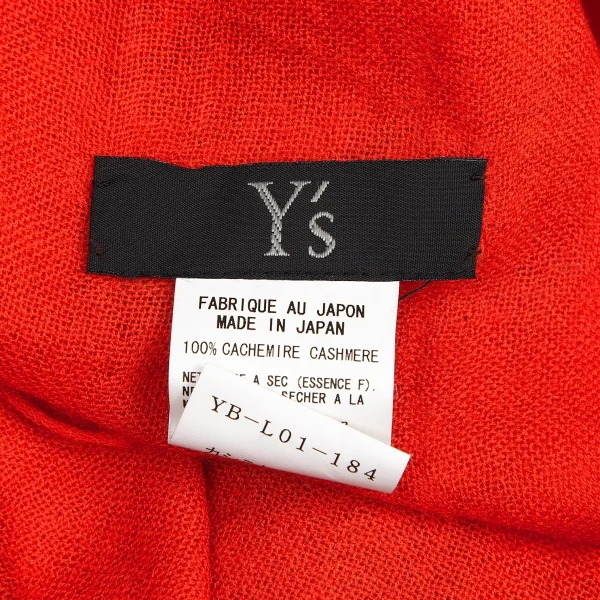 Y's
FABRIQUE AU JAPON
MADE IN JAPAN
100% CACHEMIRE CASHMERE
A SEC (ESSENCE F).
SECHER A LA
YB-L01-184